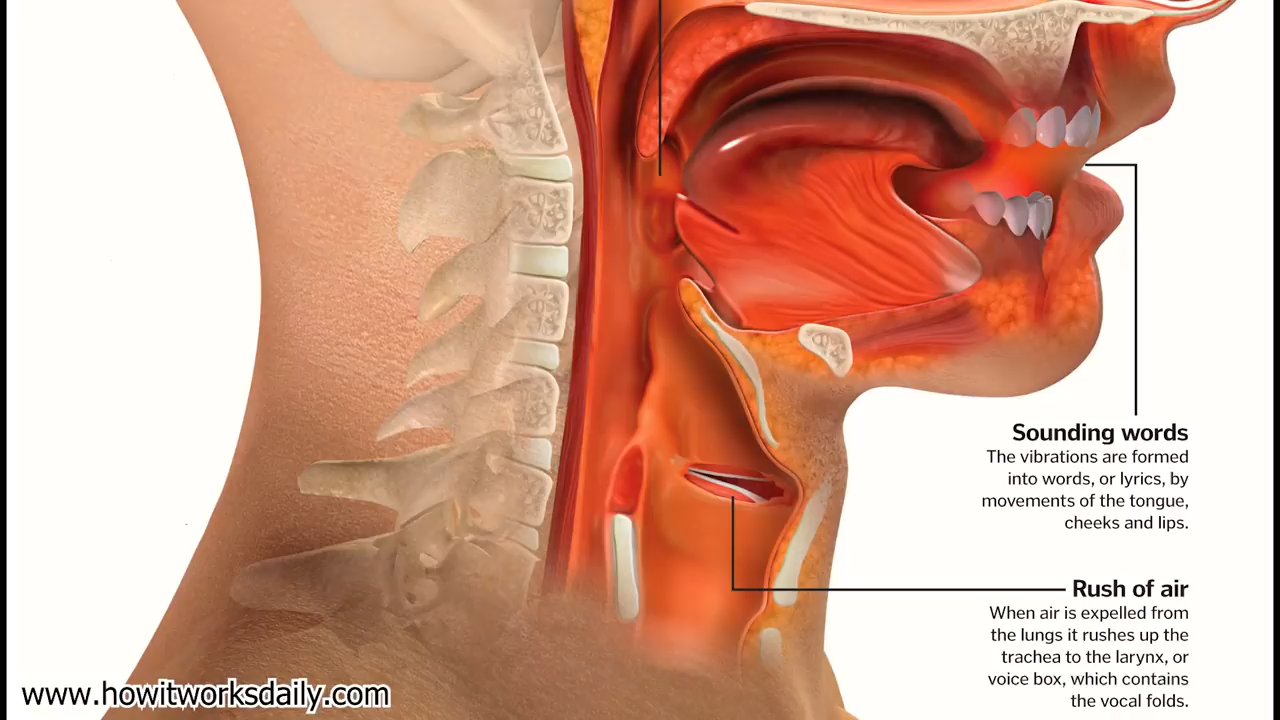 Sounding words
The vibrations are formed
into words, or lyrics, by
movements of the tongue,
cheeks and lips.
Rush of air
When air is expelled from
the lungs it rushes up the
trachea to the larynx, or
voice box, which contains
the vocal folds.
www.howitworksdaily.com